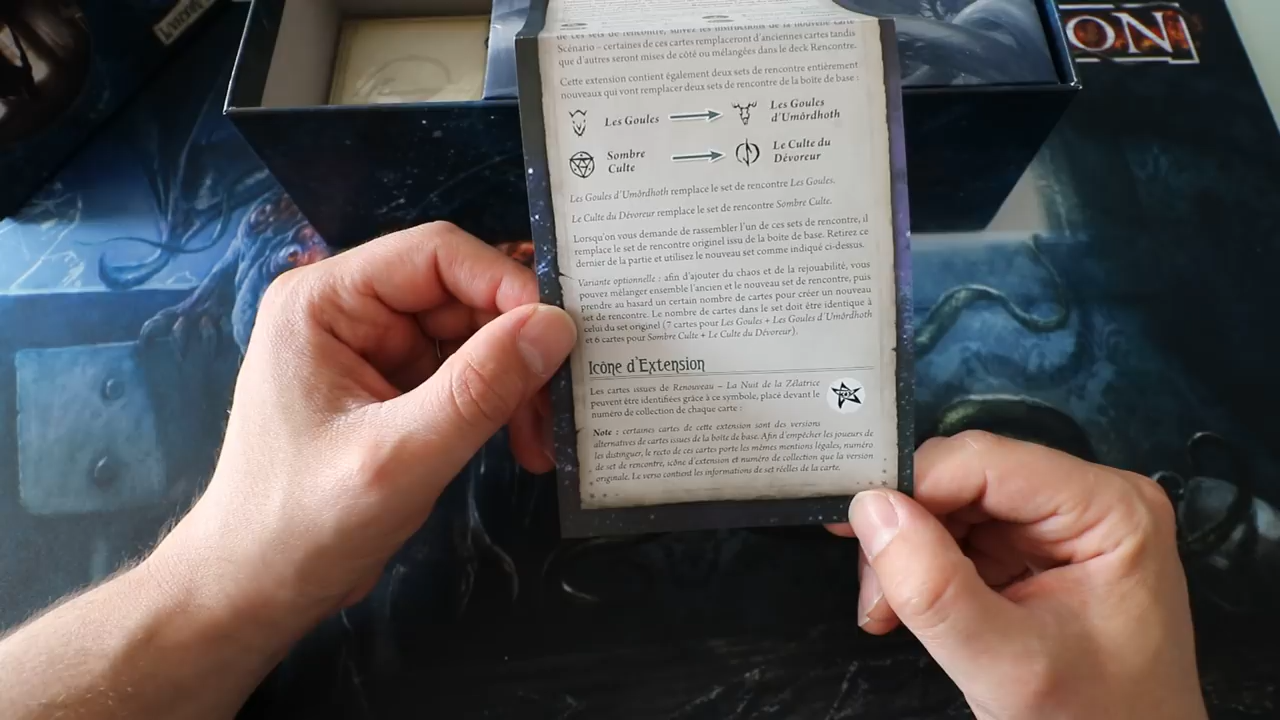 de ces sets de rencontre, suivez les instructions de la nouvelle carte
Scénario – certaines de ces cartes remplaceront d'anciennes cartes tandis
que d'autres seront mises de côté ou mélangées dans le deck Rencontre.
Cette extension contient également deux sets de rencontre entièrement
nouveaux qui vont remplacer deux sets de rencontre de la boîte de base :
Les Goules
Les Goules
d'Umôrdhoth
Sombre
Culte
Le Culte du
Dévoreur
Les Goules d'Umôrdhoth remplace le set de rencontre Les Goules.
Le Culte du Dévoreur remplace le set de rencontre Sombre Culte.
Lorsqu'on vous demande de rassembler l'un de ces sets de rencontre, il
remplace le set de rencontre originel issu de la boîte de base. Retirez ce
dernier de la partie et utilisez le nouveau set comme indiqué ci-dessus.
Variante optionnelle : afin d'ajouter du chaos et de la rejouabilité, vous
pouvez mélanger ensemble l'ancien et le nouveau set de rencontre, puis
prendre au hasard un certain nombre de cartes pour créer un nouveau
set de rencontre. Le nombre de cartes dans le set doit être identique à
celui du set originel (7 cartes pour Les Goules + Les Goules d'Umôrdhoth
et 6 cartes pour Sombre Culte + Le Culte du Dévoreur).
Icône d'Extension
Les cartes issues de Renouveau – La Nuit de la Zélatrice
peuvent être identifiées grâce à ce symbole, placé devant le
numéro de collection de chaque carte :
Note : certaines cartes de cette extension sont des versions
alternatives de cartes issues de la boîte de base. Afin d'empêcher les joueurs de
les distinguer, le recto de ces cartes porte les mêmes mentions légales, numéro
de set de rencontre, icône d'extension et numéro de collection que la version
originale. Le verso contient les informations de set réelles de la carte.
ON